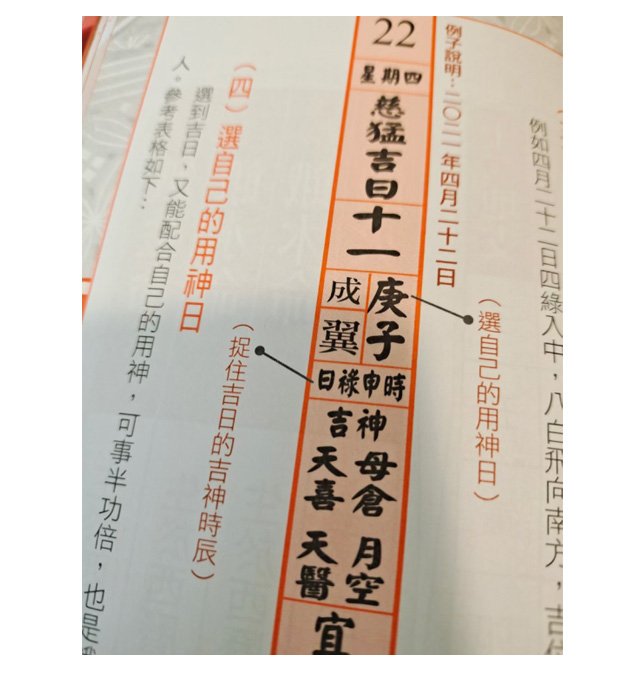 例如四月二十二日四綠入中，八白飛向南方，吉
（選自己的用神日）
例子說明：二〇二一年四月二十二日
22
星期四
慈猛吉日
十一
庚子
成
翼
日祿申時
吉神
母倉
天喜
月空
天醫
宜
（捉住吉日的吉神時辰）
（四）選自己的用神日
選到吉日，又能配合自己的用神，可事半功倍，也是
人。參考表格如下：